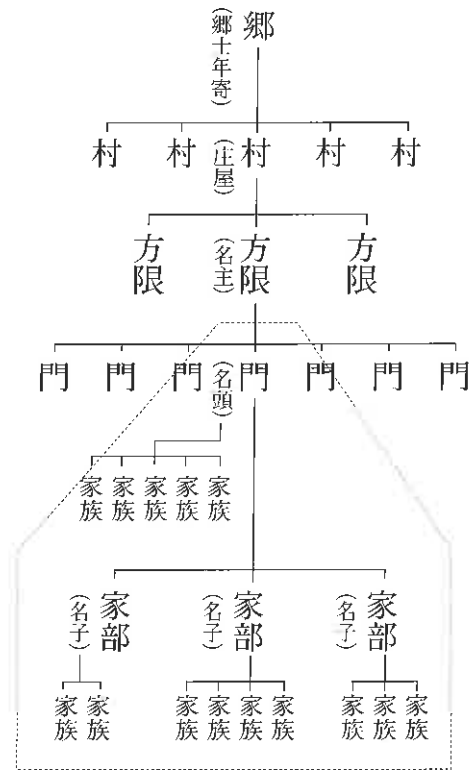 郷
(郷士年寄)
村 村 村 村 村
(庄屋)
方限 方限 方限
(名主)
門 門 門 門 門 門 門
(名頭)
家族 家族 家族 家族 家族
家部 家部 家部
(名子) (名子) (名子)
家族 家族 家族 家族 家族 家族 家族 家族 家族